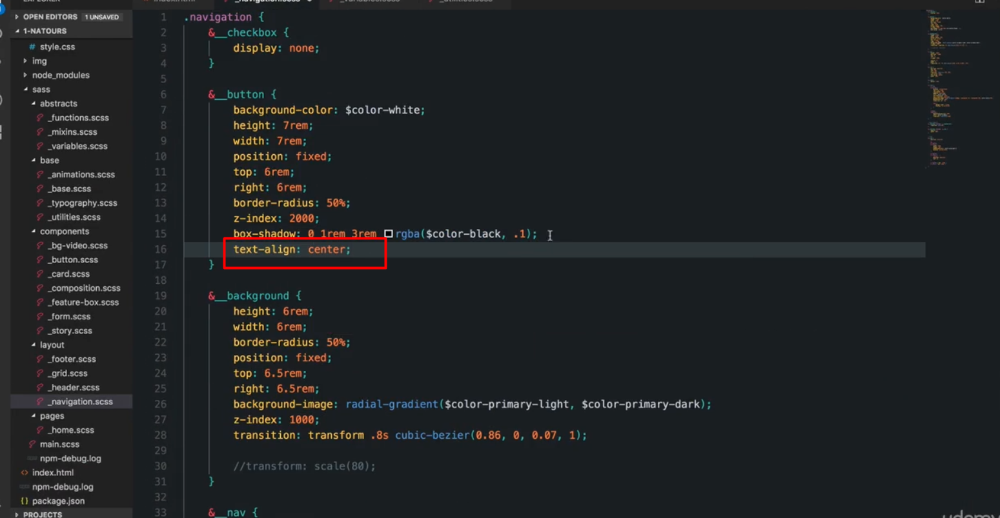 OPEN EDITORS 1 UNSAVED
1-NATOURS
# style.css
img
node_modules
sass
abstracts
_functions.scss
_mixins.scss
_variables.scss
base
_animations.scss
_base.scss
_typography.scss
_utilities.scss
components
_bg-video.scss
_button.scss
_card.scss
_composition.scss
_feature-box.scss
_form.scss
_story.scss
layout
_footer.scss
_grid.scss
_header.scss
_navigation.scss
pages
_home.scss
main.scss
npm-debug.log
<> index.html
npm-debug.log
{} package.json
PROJECTS
1 .navigation {
2 &__checkbox {
3 display: none;
4 }
5
6 &__button {
7 background-color: $color-white;
8 height: 7rem;
9 width: 7rem;
10 position: fixed;
11 top: 6rem;
12 right: 6rem;
13 border-radius: 50%;
14 z-index: 2000;
15 box-shadow: 0 1rem 3rem rgba($color-black, .1);
16 text-align: center;
17 }
18
19 &__background {
20 height: 6rem;
21 width: 6rem;
22 border-radius: 50%;
23 position: fixed;
24 top: 6.5rem;
25 right: 6.5rem;
26 background-image: radial-gradient($color-primary-light, $color-primary-dark);
27 z-index: 1000;
28 transition: transform .8s cubic-bezier(0.86, 0, 0.07, 1);
29
30 //transform: scale(80);
31 }
32
33 &__nav {
udemy